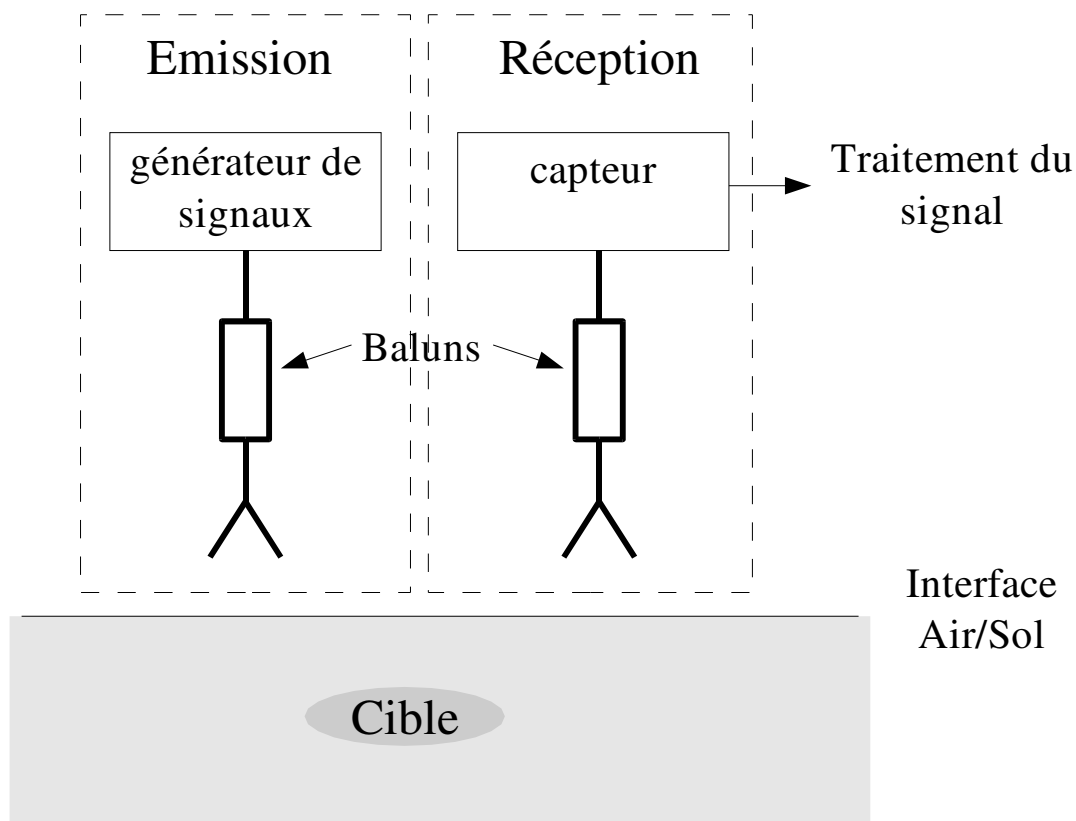 Emission
Réception
générateur de
signaux
capteur
Traitement du
signal
Baluns
Interface
Air/Sol
Cible